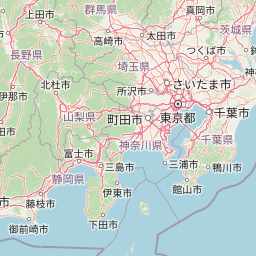 群馬県
真岡市
上田市
高崎市
太田市
茨城県
長野県
つくば市
埼玉県
さいたま市
所沢市
北杜市
伊那市
山梨県
町田市
東京都
千葉市
千葉県
神奈川県
富士市
三浦市
鴨川市
静岡県
三島市
館山市
伊東市
藤枝市
御前崎市
下田市